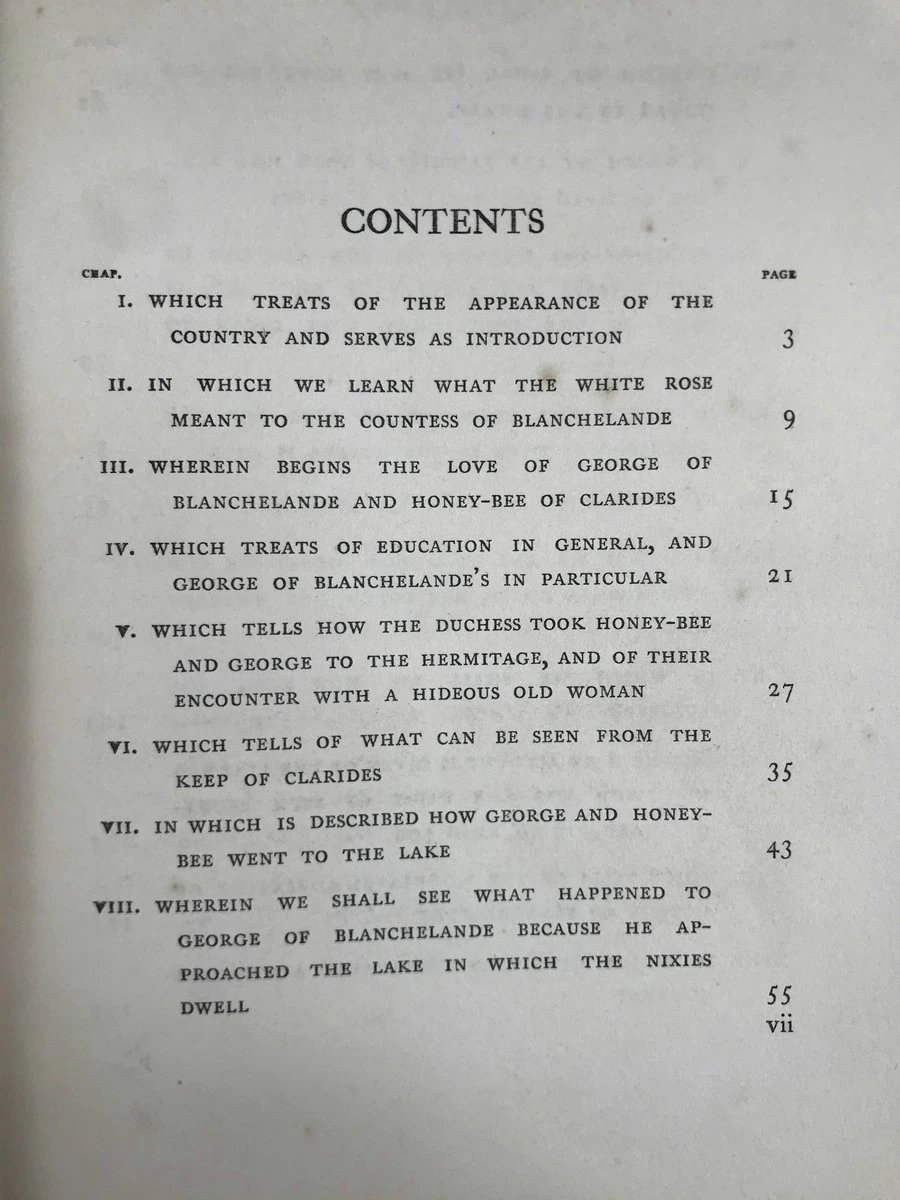 CONTENTS
CHAP. PAGE
I. WHICH TREATS OF THE APPEARANCE OF THE
COUNTRY AND SERVES AS INTRODUCTION 3
II. IN WHICH WE LEARN WHAT THE WHITE ROSE
MEANT TO THE COUNTESS OF BLANCHELANDE 9
III. WHEREIN BEGINS THE LOVE OF GEORGE OF
BLANCHELANDE AND HONEY-BEE OF CLARIDES 15
IV. WHICH TREATS OF EDUCATION IN GENERAL, AND
GEORGE OF BLANCHELANDE'S IN PARTICULAR 21
V. WHICH TELLS HOW THE DUCHESS TOOK HONEY-BEE
AND GEORGE TO THE HERMITAGE, AND OF THEIR
ENCOUNTER WITH A HIDEOUS OLD WOMAN 27
VI. WHICH TELLS OF WHAT CAN BE SEEN FROM THE
KEEP OF CLARIDES 35
VII. IN WHICH IS DESCRIBED HOW GEORGE AND HONEY-
BEE WENT TO THE LAKE 43
VIII. WHEREIN WE SHALL SEE WHAT HAPPENED TO
GEORGE OF BLANCHELANDE BECAUSE HE AP-
PROACHED THE LAKE IN WHICH THE NIXIES
DWELL 55
vii